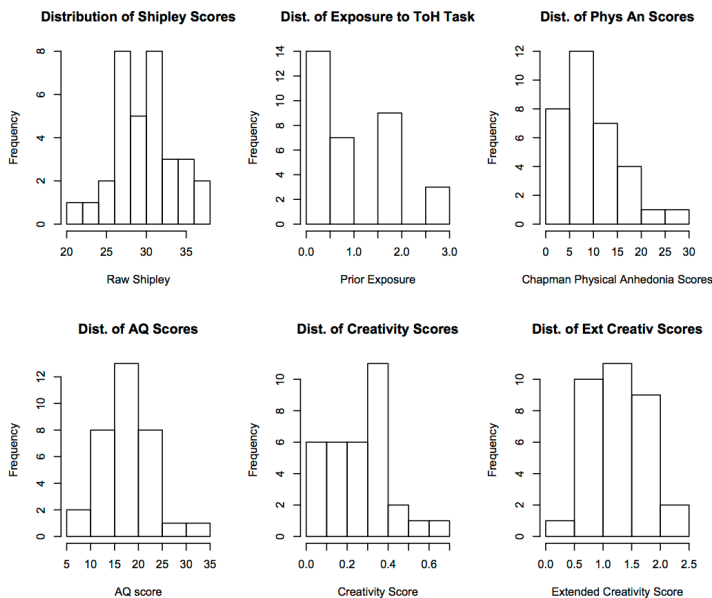 Distribution of Shipley Scores
Dist. of Exposure to ToH Task
Dist. of Phys An Scores
Frequency
0 2 4 6 8
20 25 30 35
Raw Shipley
Frequency
0 2 4 6 8 10 12 14
0.0 1.0 2.0 3.0
Prior Exposure
Frequency
0 2 4 6 8 10 12
0 5 10 15 20 25 30
Chapman Physical Anhedonia Scores
Dist. of AQ Scores
Dist. of Creativity Scores
Dist. of Ext Creativ Scores
Frequency
0 2 4 6 8 10 12
5 10 15 20 25 30 35
AQ score
Frequency
0 2 4 6 8 10
0.0 0.2 0.4 0.6
Creativity Score
Frequency
0 2 4 6 8 10
0.0 0.5 1.0 1.5 2.0 2.5
Extended Creativity Score